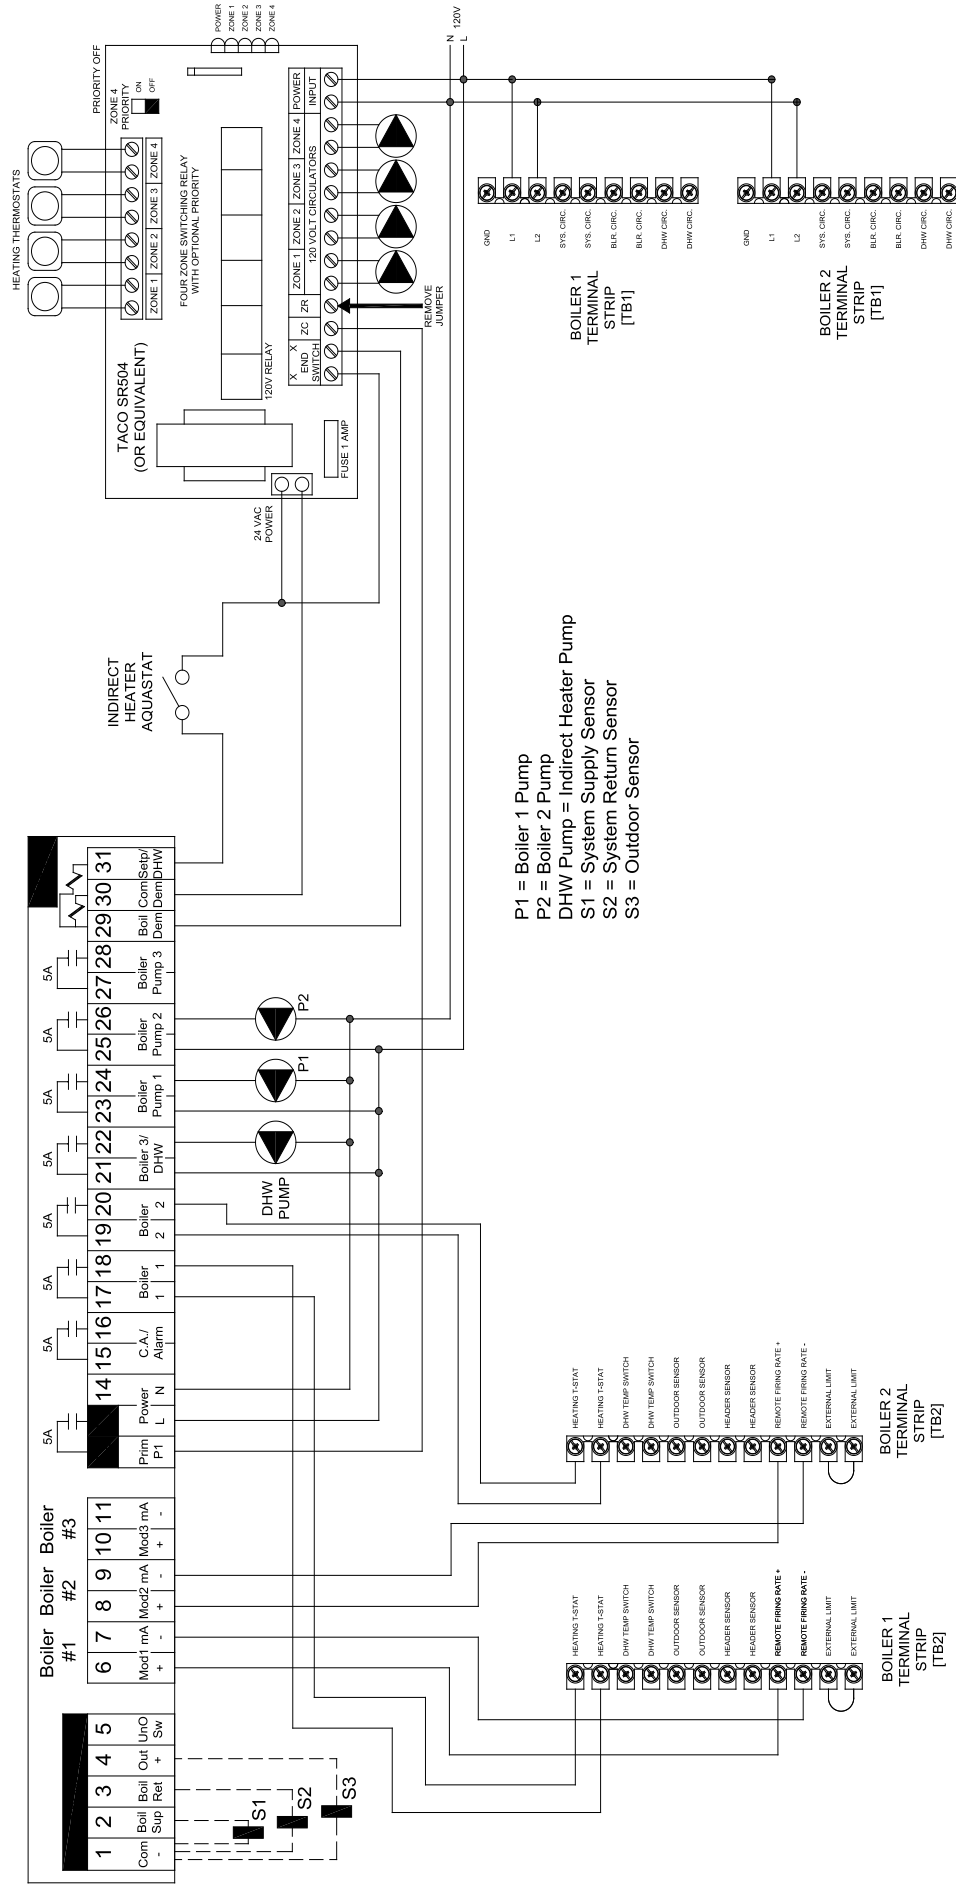 HEATING THERMOSTATS
PRIORITY OFF
ZONE 4
PRIORITY
ON
OFF
POWER
ZONE 1
ZONE 2
ZONE 3
ZONE 4
TACO SR504
(OR EQUIVALENT)
ZONE 1
ZONE 2
ZONE 3
ZONE 4
FOUR ZONE SWITCHING RELAY
WITH OPTIONAL PRIORITY
120V RELAY
FUSE 1 AMP
X
END
SWITCH
X
ZC
ZR
ZONE 1
ZONE 2
ZONE 3
ZONE 4
120 VOLT CIRCULATORS
POWER
INPUT
REMOVE
JUMPER
24 VAC
POWER
N
L
120V
INDIRECT
HEATER
AQUASTAT
GND
L1
L2
SYS. CIRC.
SYS. CIRC.
BLR. CIRC.
BLR. CIRC.
DHW CIRC.
DHW CIRC.
BOILER 1
TERMINAL
STRIP
[TB1]
GND
L1
L2
SYS. CIRC.
SYS. CIRC.
BLR. CIRC.
BLR. CIRC.
DHW CIRC.
DHW CIRC.
BOILER 2
TERMINAL
STRIP
[TB1]
P1 = Boiler 1 Pump
P2 = Boiler 2 Pump
DHW Pump = Indirect Heater Pump
S1 = System Supply Sensor
S2 = System Return Sensor
S3 = Outdoor Sensor
Boiler Boiler Boiler
#1 #2 #3
5A
5A
5A
5A
5A
5A
5A
5A
1 2 3 4 5
Com Boil Boil Out UnO
- Sup Ret + Sw
6 7 8 9 10 11
Mod1 mA Mod2 mA Mod3 mA
+ - + - + -
14 15 16 17 18 19 20 21 22 23 24 25 26 27 28 29 30 31
Prim
P1
Power
L N
C.A./
Alarm
Boiler
1 1
Boiler
2 2
Boiler 3/
DHW
Boiler
Pump 1
Boiler
Pump 2
Boiler
Pump 3
Boil
Dem
Com
Dem
Setp/
DHW
S1
S2
S3
DHW
PUMP
P1
P2
HEATING T-STAT
HEATING T-STAT
DHW TEMP SWITCH
DHW TEMP SWITCH
OUTDOOR SENSOR
OUTDOOR SENSOR
HEADER SENSOR
HEADER SENSOR
REMOTE FIRING RATE +
REMOTE FIRING RATE -
EXTERNAL LIMIT
EXTERNAL LIMIT
BOILER 1
TERMINAL
STRIP
[TB2]
HEATING T-STAT
HEATING T-STAT
DHW TEMP SWITCH
DHW TEMP SWITCH
OUTDOOR SENSOR
OUTDOOR SENSOR
HEADER SENSOR
HEADER SENSOR
REMOTE FIRING RATE +
REMOTE FIRING RATE -
EXTERNAL LIMIT
EXTERNAL LIMIT
BOILER 2
TERMINAL
STRIP
[TB2]